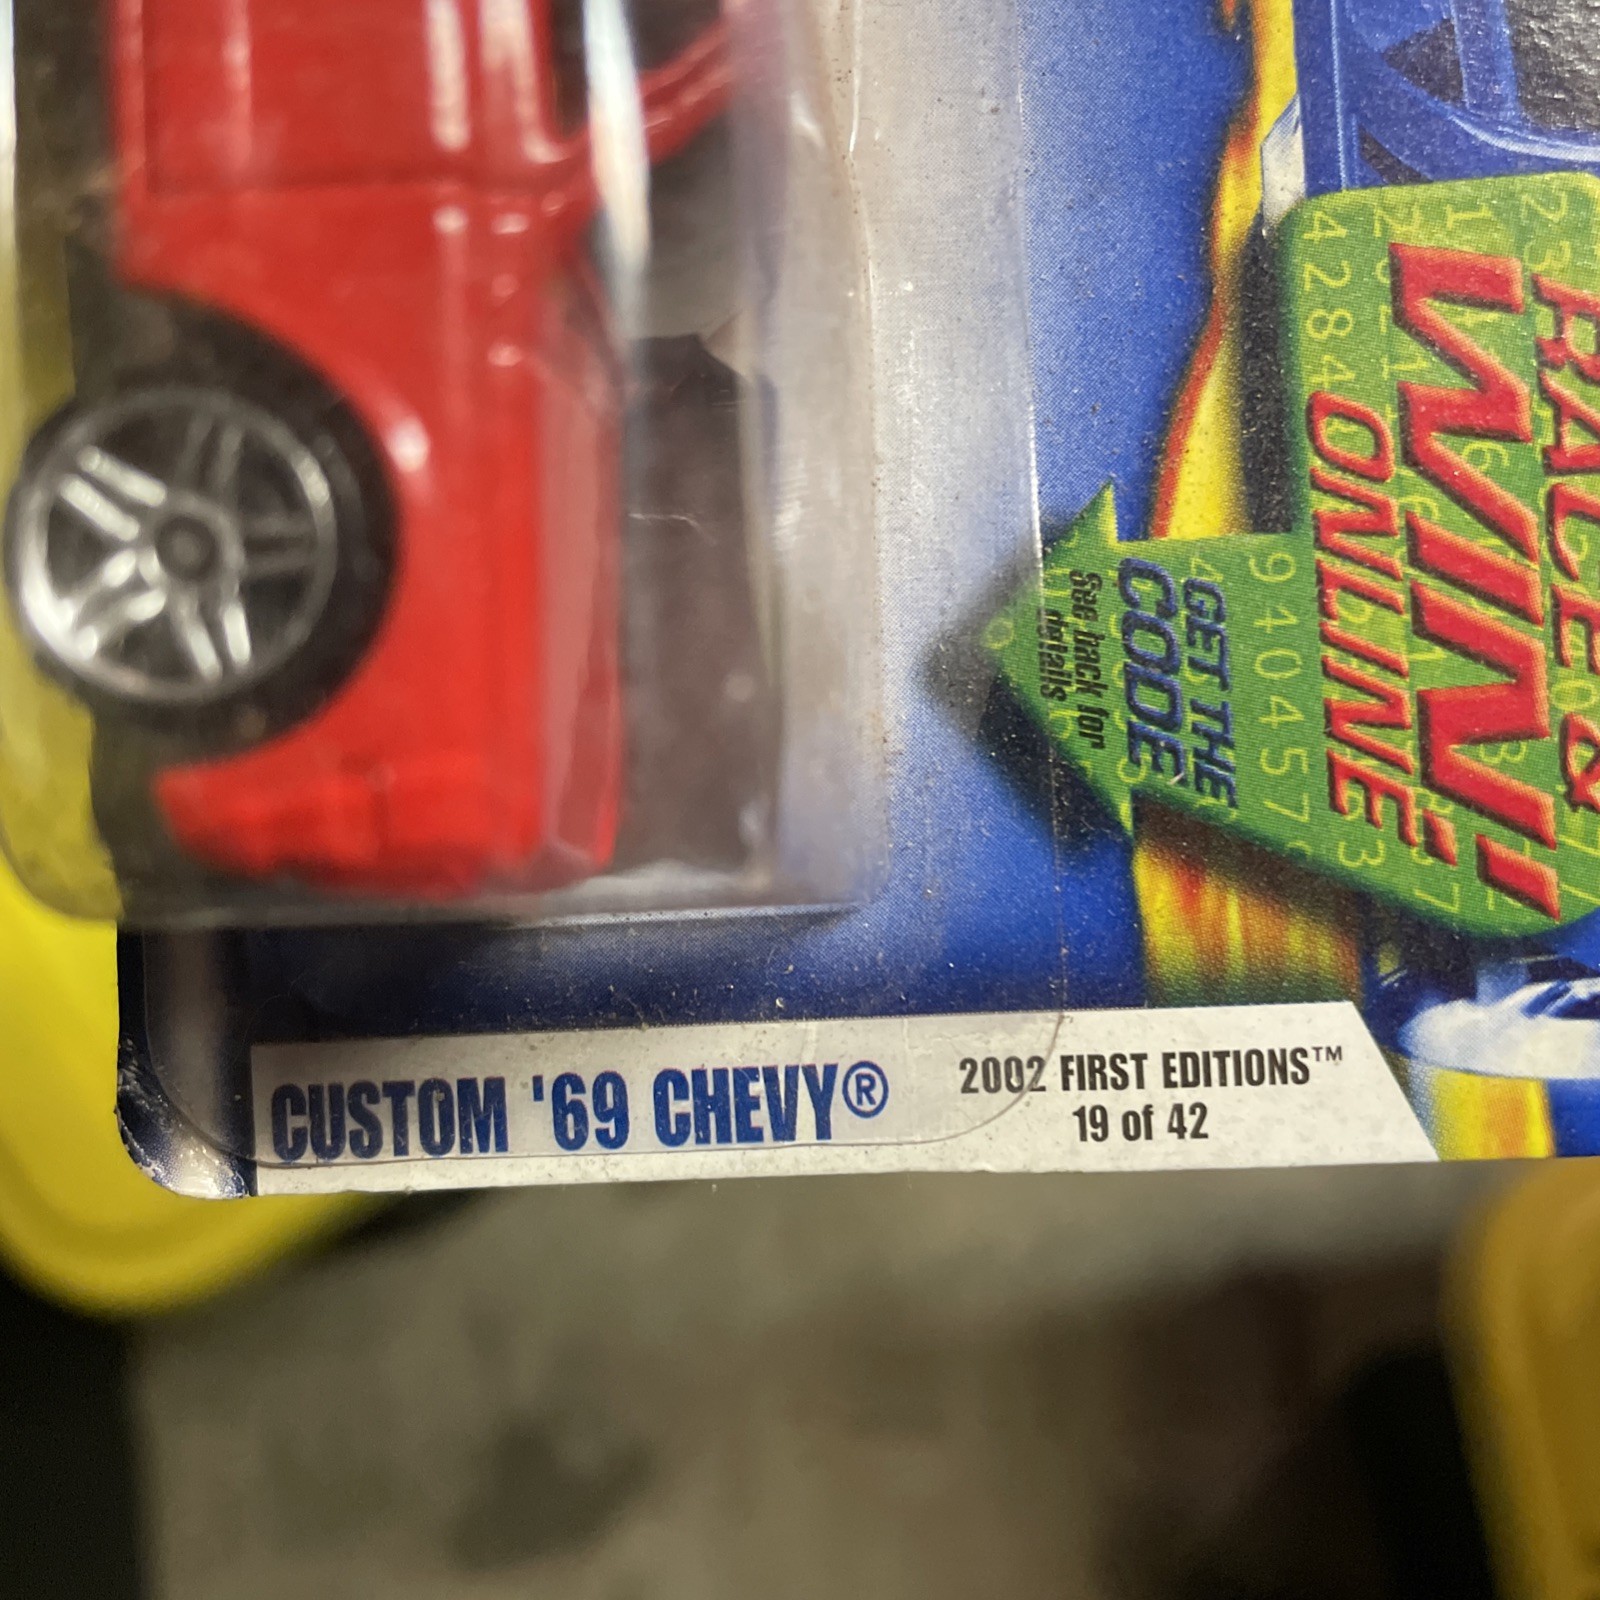 RACE &
WIN!
ONLINE
GET THE
CODE
See back for
details
CUSTOM '69 CHEVY®
2002 FIRST EDITIONS™
19 of 42